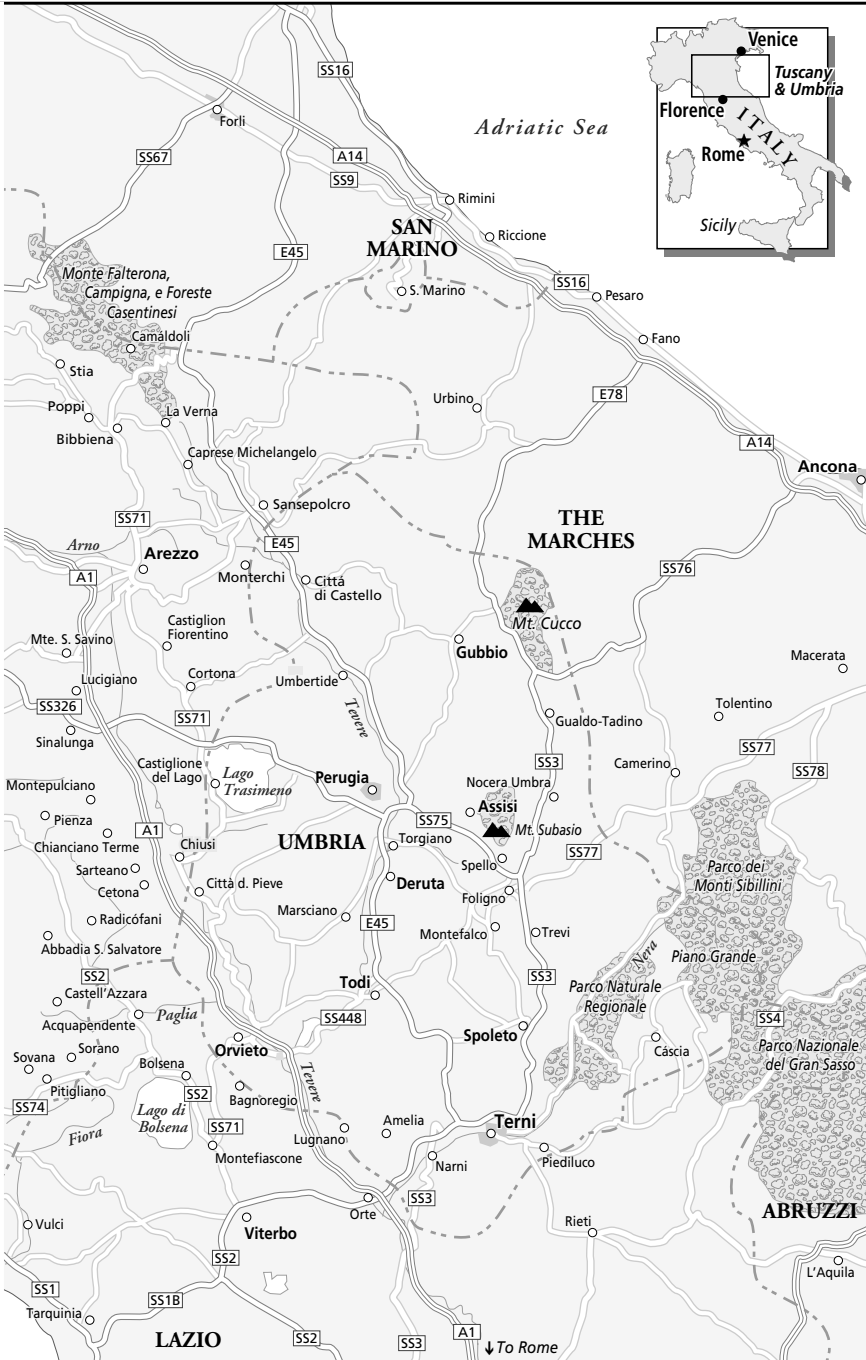 Venice
Tuscany
& Umbria
Florence
ITALY
Rome
Sicily
SS16
Adriatic Sea
Forli
SS67
A14
SS9
Rimini
SAN
MARINO
Riccione
E45
Monte Falterona,
Campigna, e Foreste
Casentinesi
S. Marino
SS16
Pesaro
Camaldoli
Fano
Stia
Urbino
E78
Poppi
La Verna
Bibbiena
A14
Caprese Michelangelo
Ancona
Sansepolcro
SS71
THE
MARCHES
Arno
E45
Arezzo
SS76
A1
Monterchi
Cittá
di Castello
Castiglion
Fiorentino
Mt. Cucco
Mte. S. Savino
Gubbio
Macerata
Lucigiano
Cortona
Umbertide
SS326
Tevere
SS71
Gualdo-Tadino
Tolentino
Sinalunga
SS77
Castiglione
del Lago
Lago
Trasimeno
SS3
Camerino
SS78
Perugia
Nocera Umbra
Montepulciano
Assisi
Pienza
SS75
Mt. Subasio
A1
Chianciano Terme
Chiusi
UMBRIA
Torgiano
SS77
Sarteano
Spello
Parco dei
Monti Sibillini
Cetona
Città d. Pieve
Deruta
Foligno
Radicófani
Marsciano
E45
Montefalco
Trevi
Abbadia S. Salvatore
Nera
Piano Grande
SS2
SS3
Todi
Parco Naturale
Regionale
Castell'Azzara
Paglia
Acquapendente
SS448
SS4
Spoleto
Orvieto
Cáscia
Parco Nazionale
del Gran Sasso
Sovana
Sorano
Bolsena
Tevere
Pitigliano
SS2
Bagnoregio
SS74
Lago di
Bolsena
Fiora
SS71
Lugnano
Amelia
Terni
Montefiascone
Narni
Piediluco
SS3
Orte
ABRUZZI
Vulci
Viterbo
Rieti
SS2
L'Aquila
SS1
SS1B
Tarquinia
A1
LAZIO
SS2
SS3
To Rome